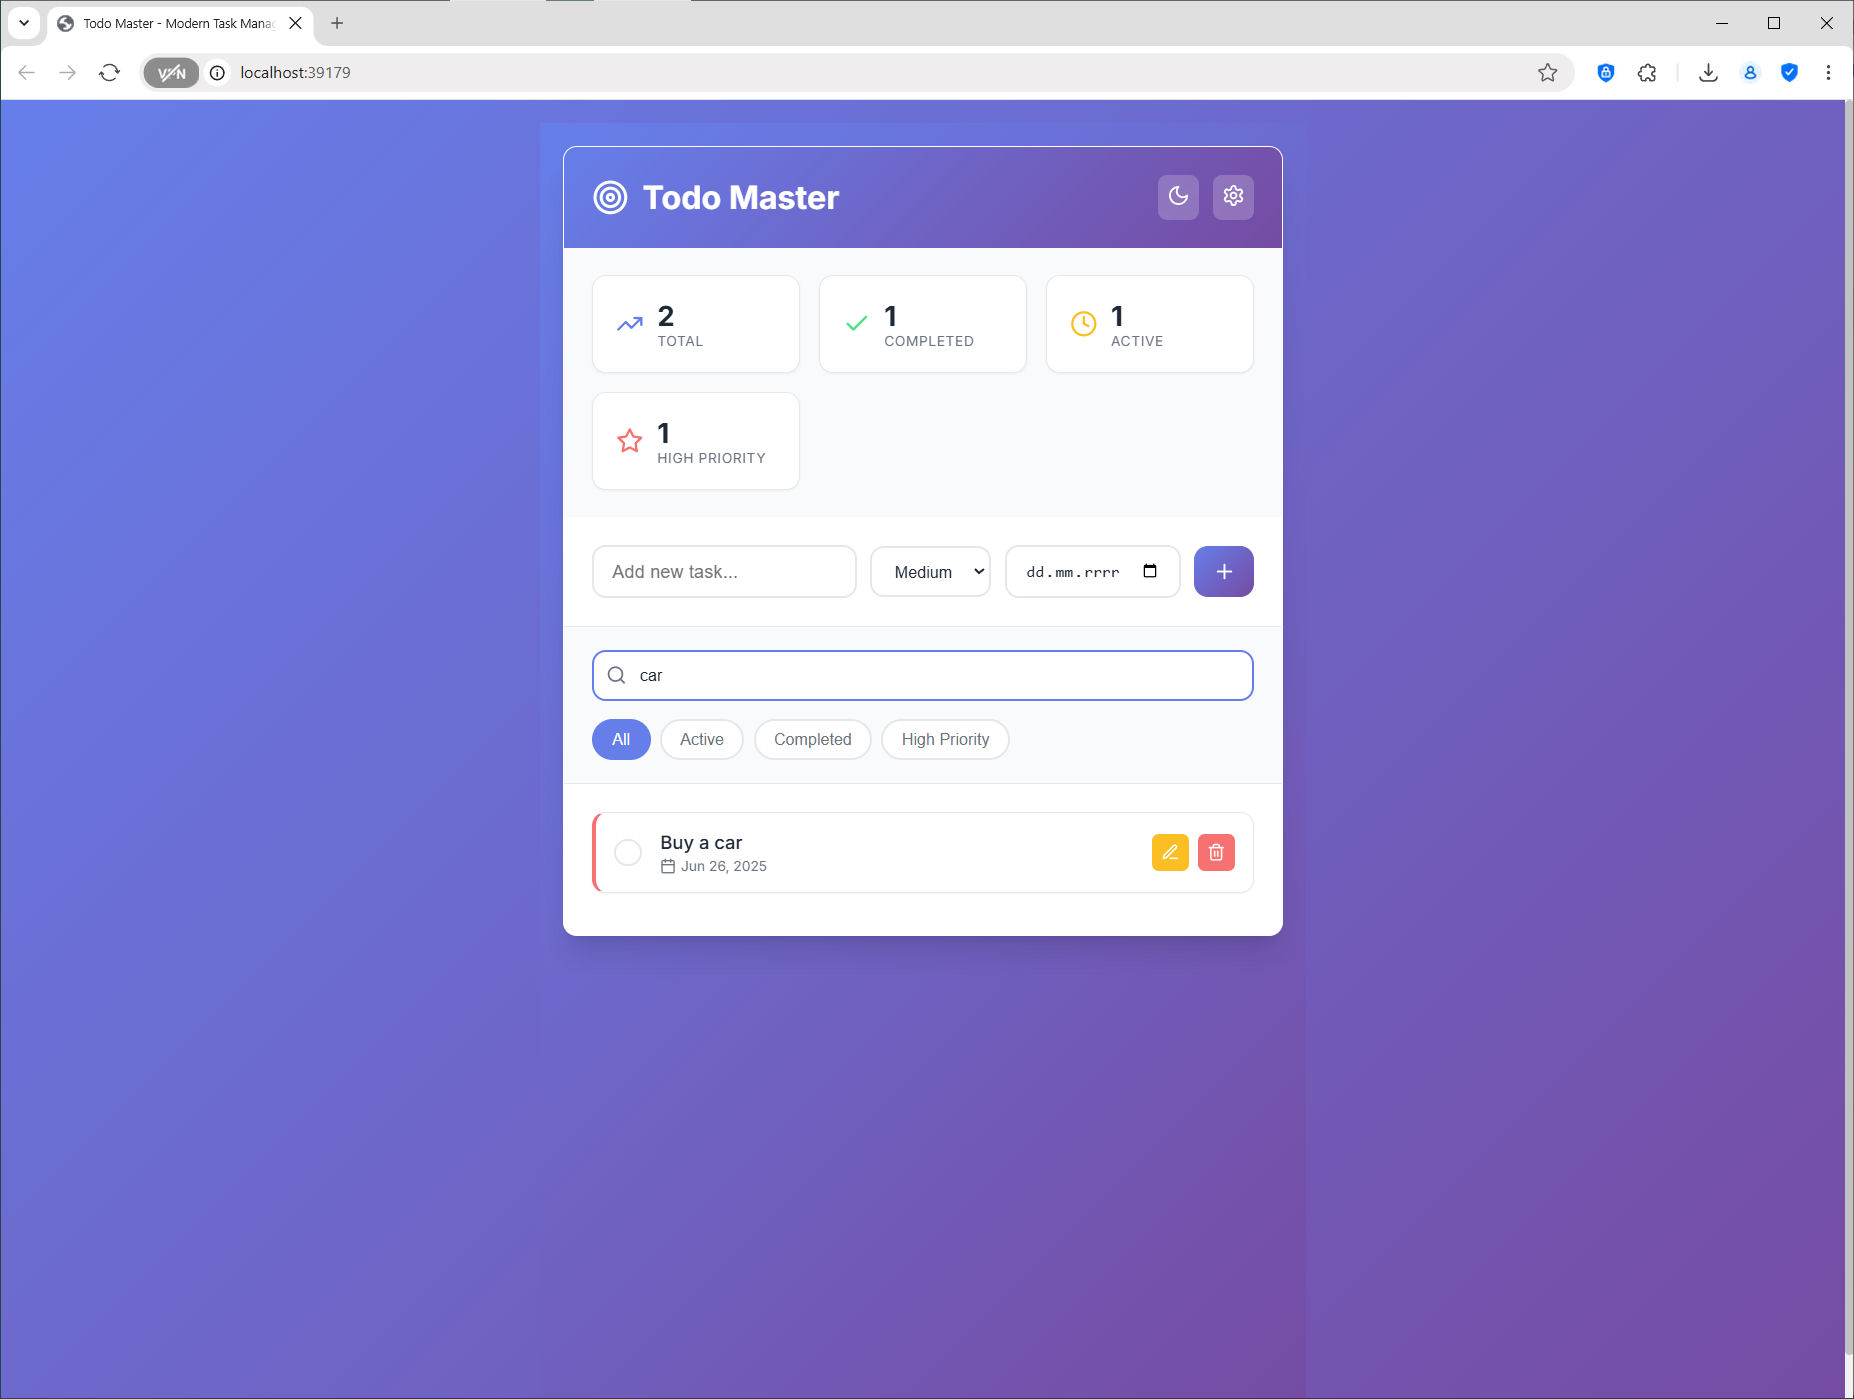 Todo Master - Modern Task Mana
VPN
localhost:39179
Todo Master
2
TOTAL
1
COMPLETED
1
ACTIVE
1
HIGH PRIORITY
Add new task...
Medium
dd.mm.rrrr
car
All
Active
Completed
High Priority
Buy a car
Jun 26, 2025